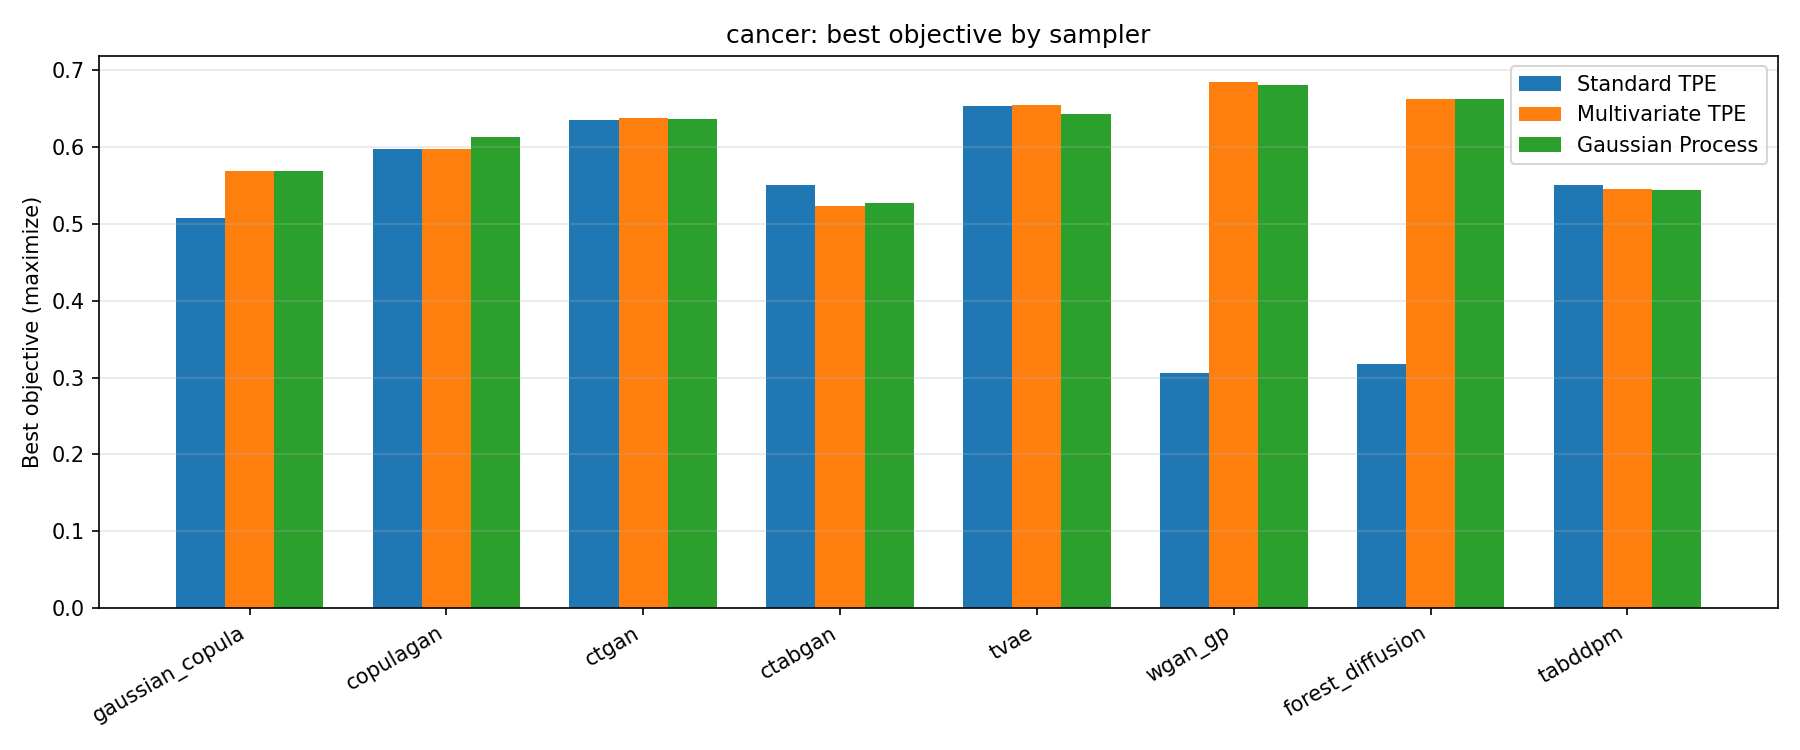 cancer: best objective by sampler
Best objective (maximize)
0.7
0.6
0.5
0.4
0.3
0.2
0.1
0.0
Standard TPE
Multivariate TPE
Gaussian Process
gaussian_copula
copulagan
ctgan
ctabgan
tvae
wgan_gp
forest_diffusion
tabddpm